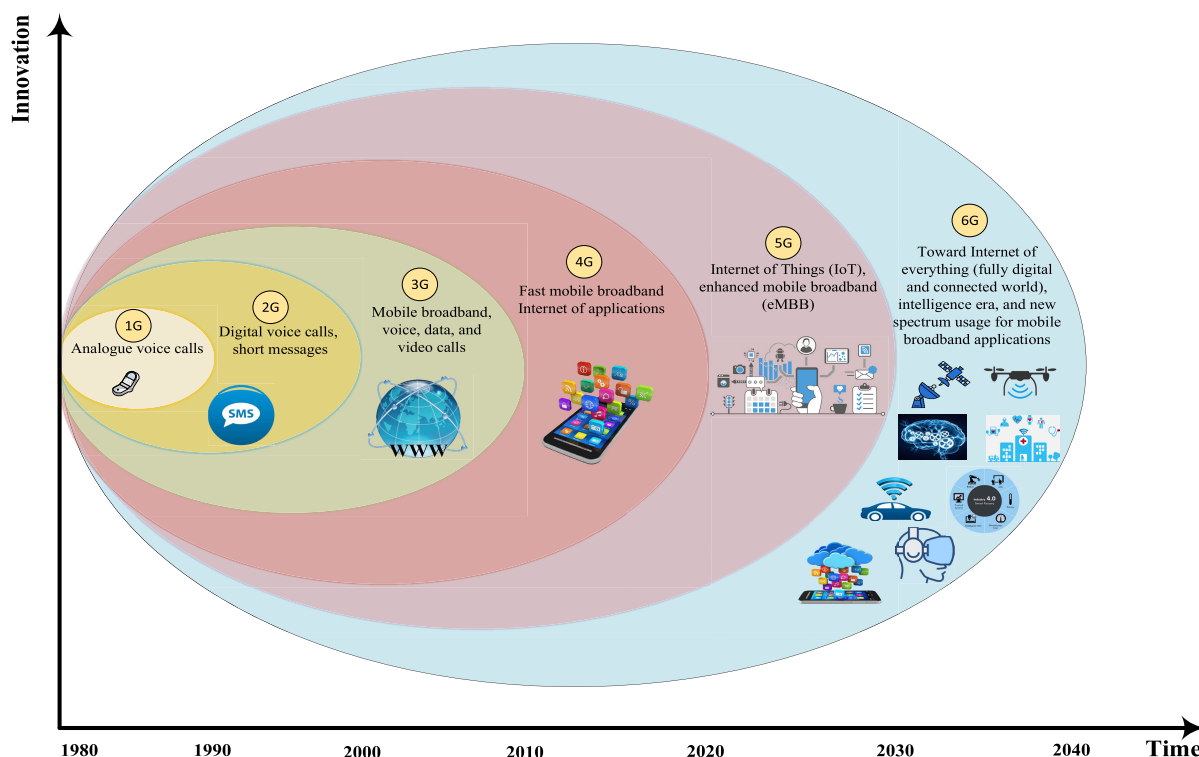 Innovation
6G
Toward Internet of
everything (fully digital
and connected world),
intelligence era, and new
spectrum usage for mobile
broadband applications
5G
Internet of Things (IoT),
enhanced mobile broadband
(eMBB)
4G
Fast mobile broadband
Internet of applications
3G
Mobile broadband,
voice, data, and
video calls
WWW
2G
Digital voice calls,
short messages
SMS
1G
Analogue voice calls
Industry 4.0
1980
1990
2000
2010
2020
2030
2040
Time